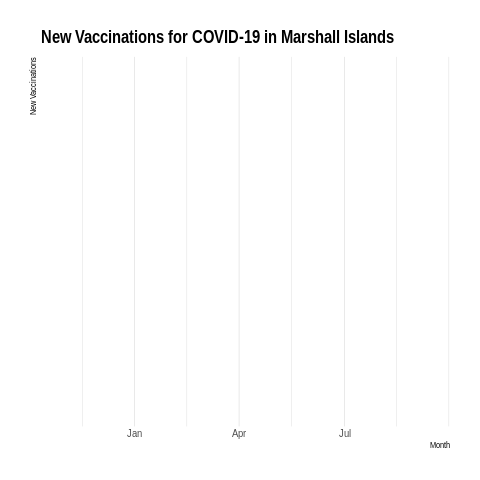 New Vaccinations for COVID-19 in Marshall Islands
New Vaccinations
Jan Apr Jul
Month